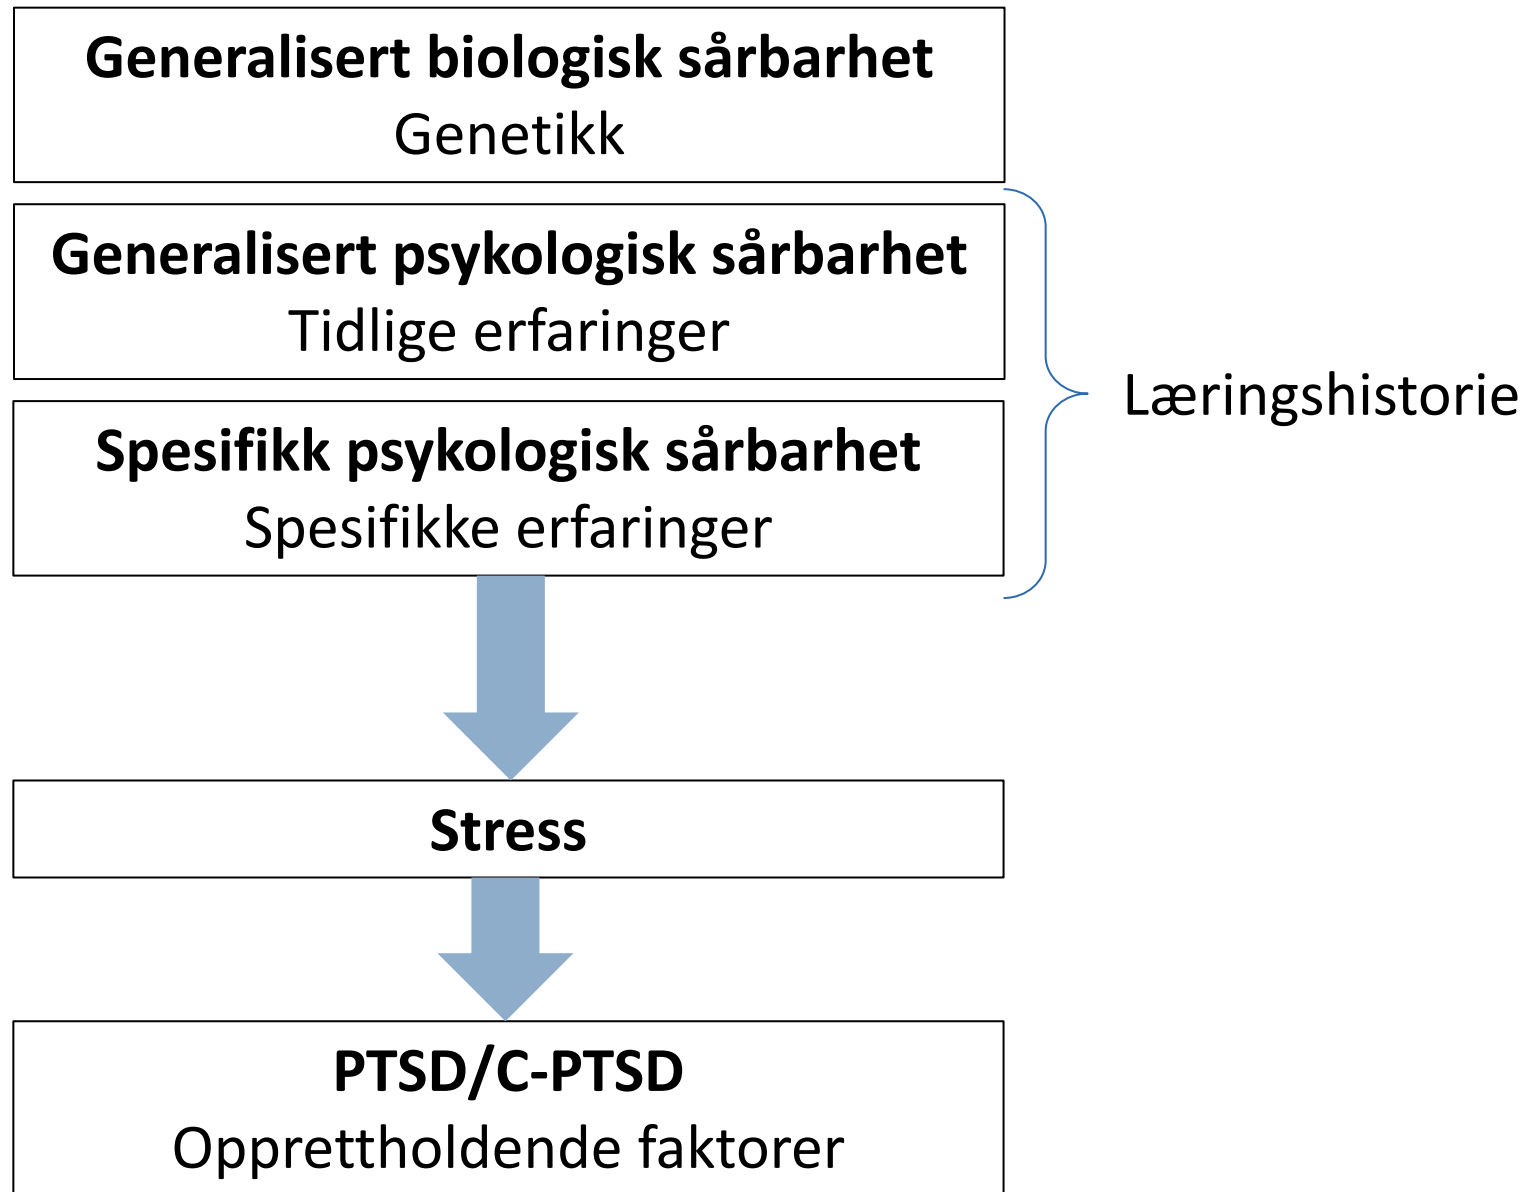 Generalisert biologisk sårbarhet
Genetikk
Generalisert psykologisk sårbarhet
Tidlige erfaringer
Spesifikk psykologisk sårbarhet
Spesifikke erfaringer
Læringshistorie
Stress
PTSD/C-PTSD
Opprettholdende faktorer